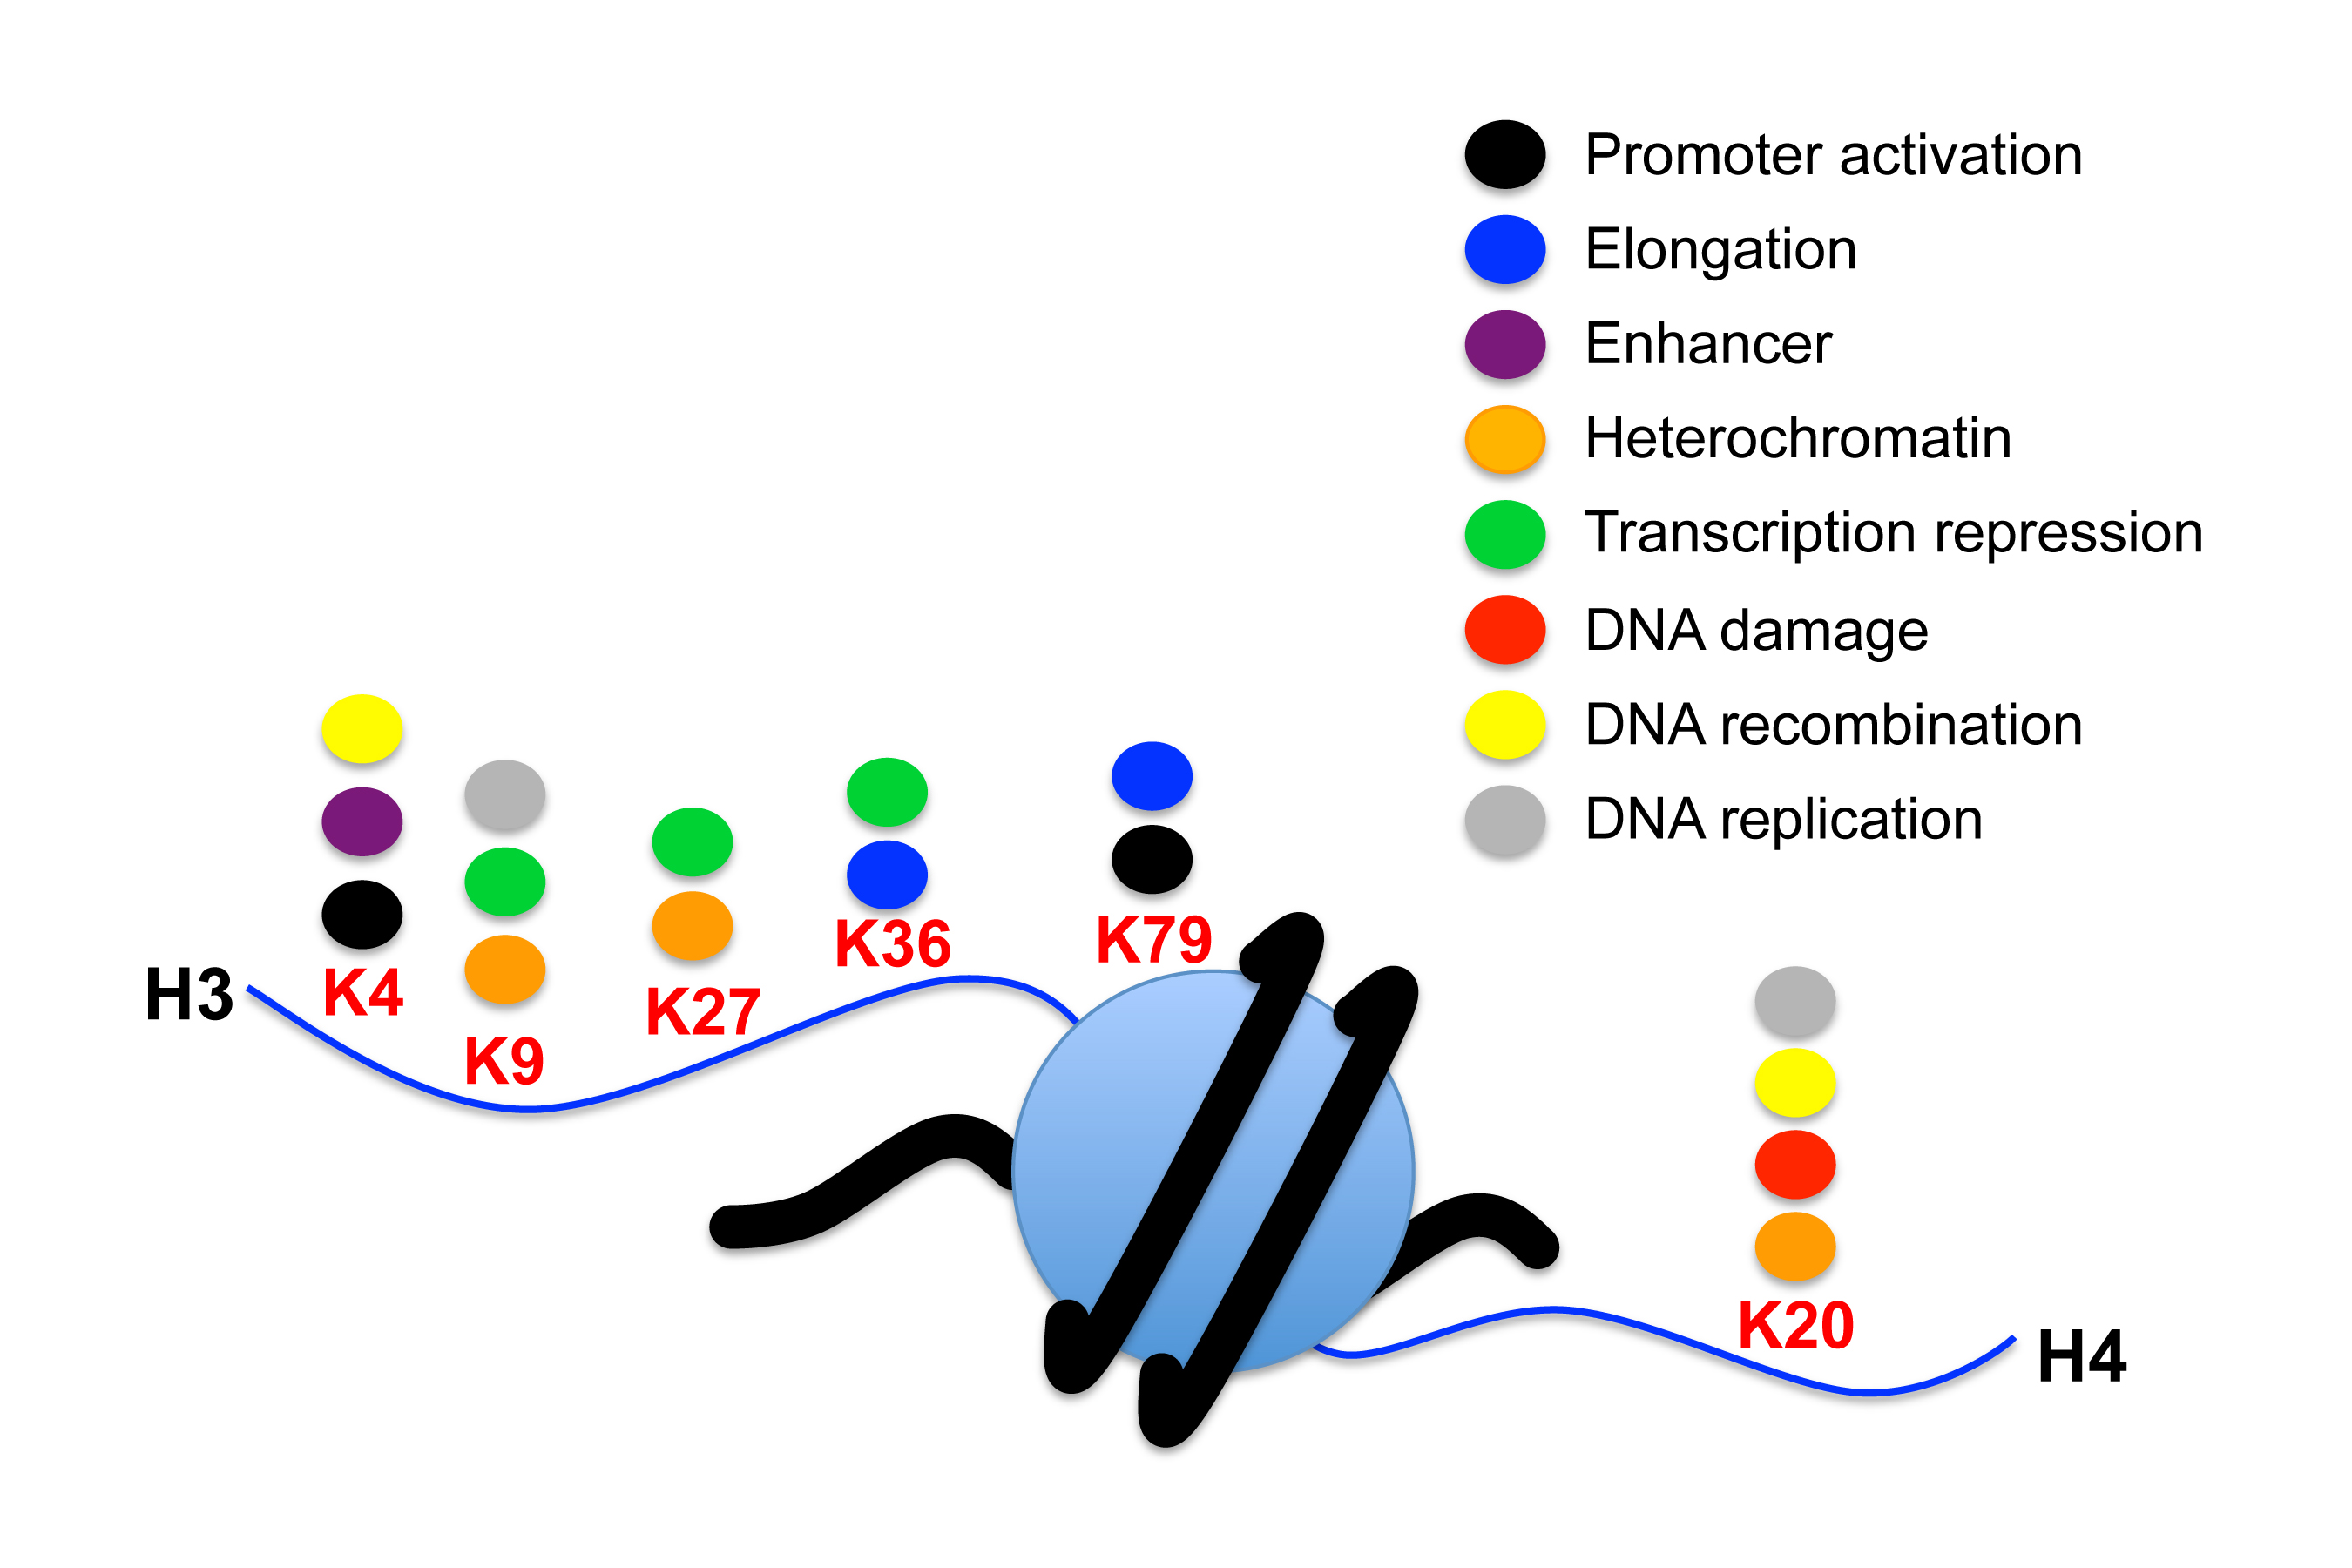 Promoter activation
Elongation
Enhancer
Heterochromatin
Transcription repression
DNA damage
DNA recombination
DNA replication
H3
K4
K9
K27
K36
K79
K20
H4